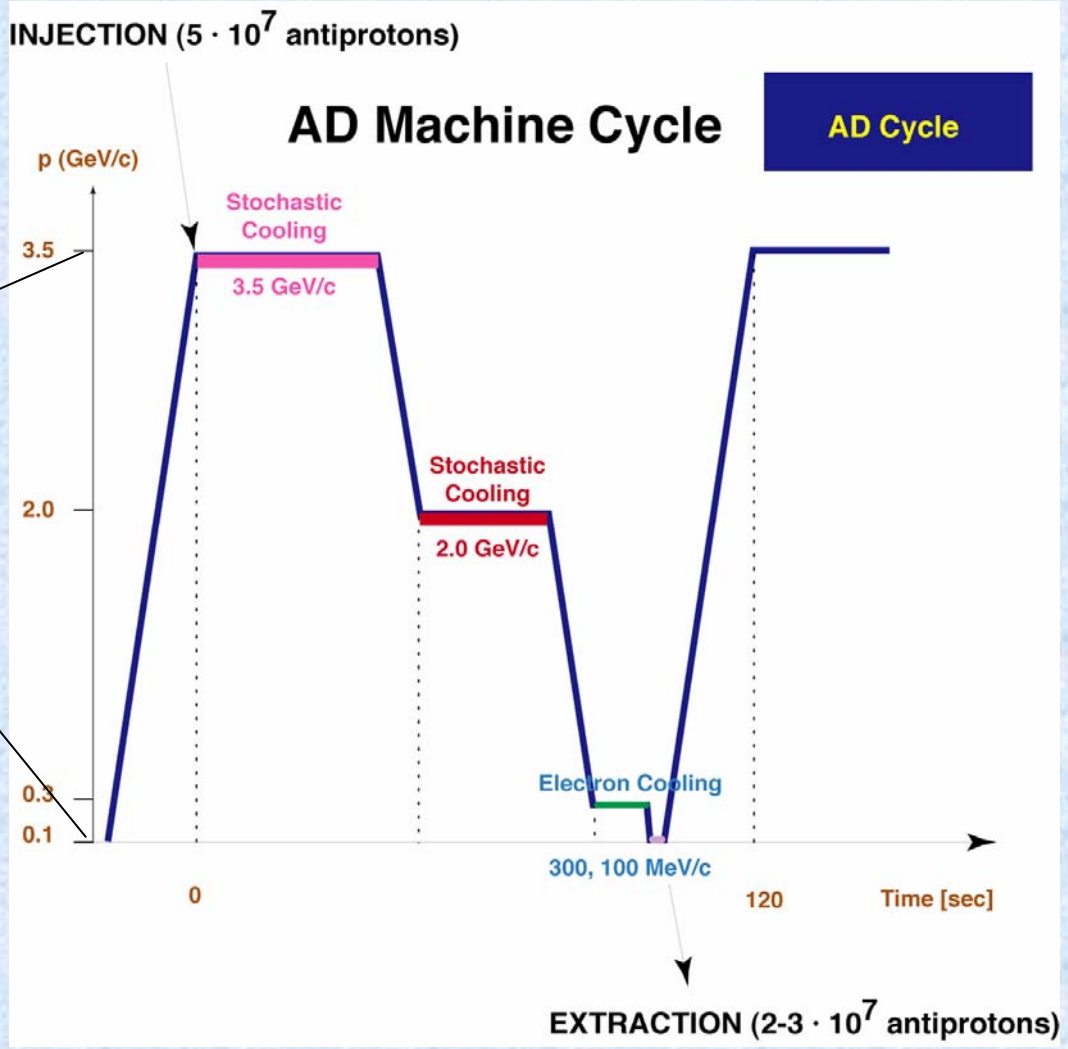 INJECTION (5 · 10⁷ antiprotons)
AD Machine Cycle
AD Cycle
p (GeV/c)
Stochastic
Cooling
3.5
3.5 GeV/c
Stochastic
Cooling
2.0
2.0 GeV/c
Electron Cooling
0.3
0.1
300, 100 MeV/c
0
120
Time [sec]
EXTRACTION (2-3 · 10⁷ antiprotons)